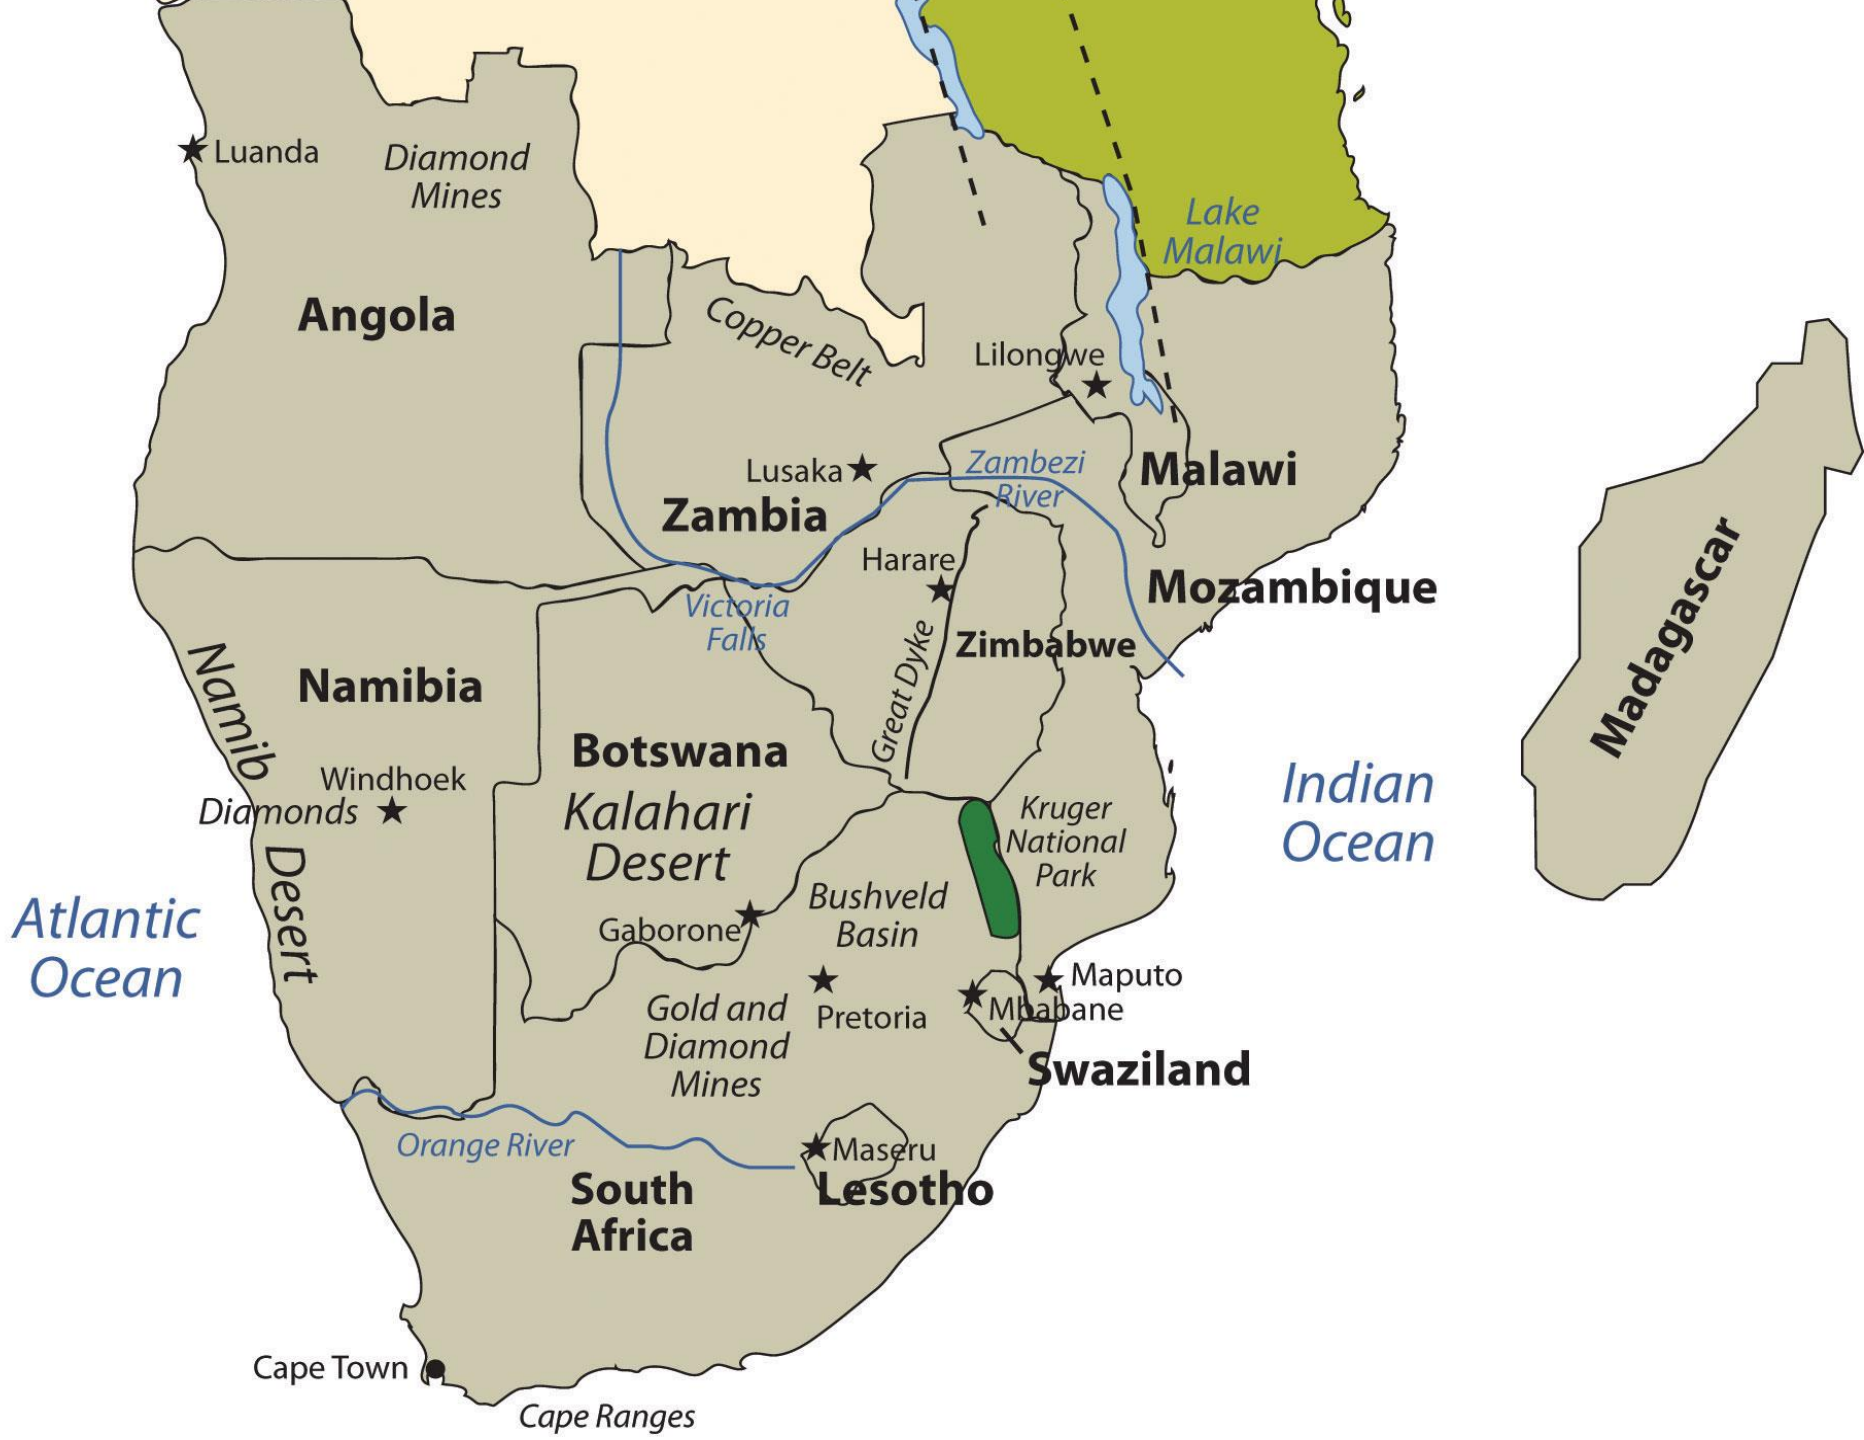 Luanda
Diamond
Mines
Lake
Malawi
Angola
Copper Belt
Lilongwe
Lusaka
Zambezi
River
Malawi
Zambia
Harare
Mozambique
Victoria
Falls
Great Dyke
Zimbabwe
Madagascar
Namib
Desert
Namibia
Botswana
Windhoek
Diamonds
Kalahari
Desert
Kruger
National
Park
Indian
Ocean
Bushveld
Basin
Gaborone
Atlantic
Ocean
Maputo
Mbabane
Gold and
Diamond
Mines
Pretoria
Swaziland
Orange River
Maseru
Lesotho
South
Africa
Cape Town
Cape Ranges